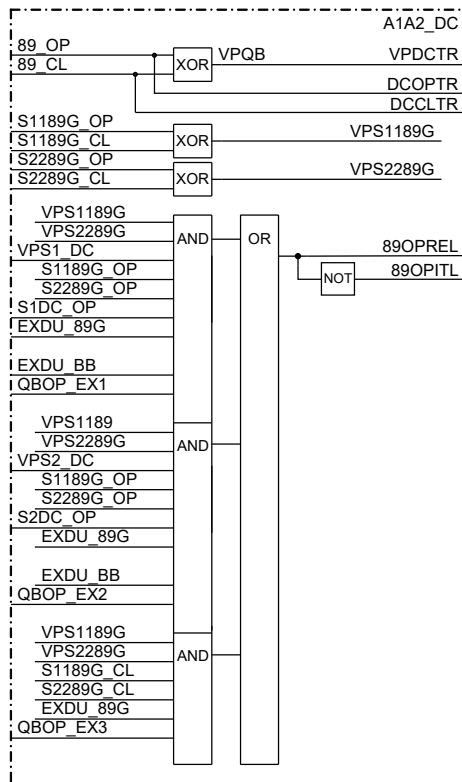 A1A2_DC
89_OP
XOR
VPQB
VPDCTR
89_CL
DCOPTR
DCCLTR
S1189G_OP
S1189G_CL
XOR
VPS1189G
S2289G_OP
S2289G_CL
XOR
VPS2289G
VPS1189G
VPS2289G
AND
OR
VPS1_DC
89OPREL
S1189G_OP
NOT
89OPITL
S2289G_OP
S1DC_OP
EXDU_89G
EXDU_BB
QBOP_EX1
VPS1189
VPS2289G
AND
VPS2_DC
S1189G_OP
S2289G_OP
S2DC_OP
EXDU_89G
EXDU_BB
QBOP_EX2
VPS1189G
VPS2289G
AND
S1189G_CL
S2289G_CL
EXDU_89G
QBOP_EX3